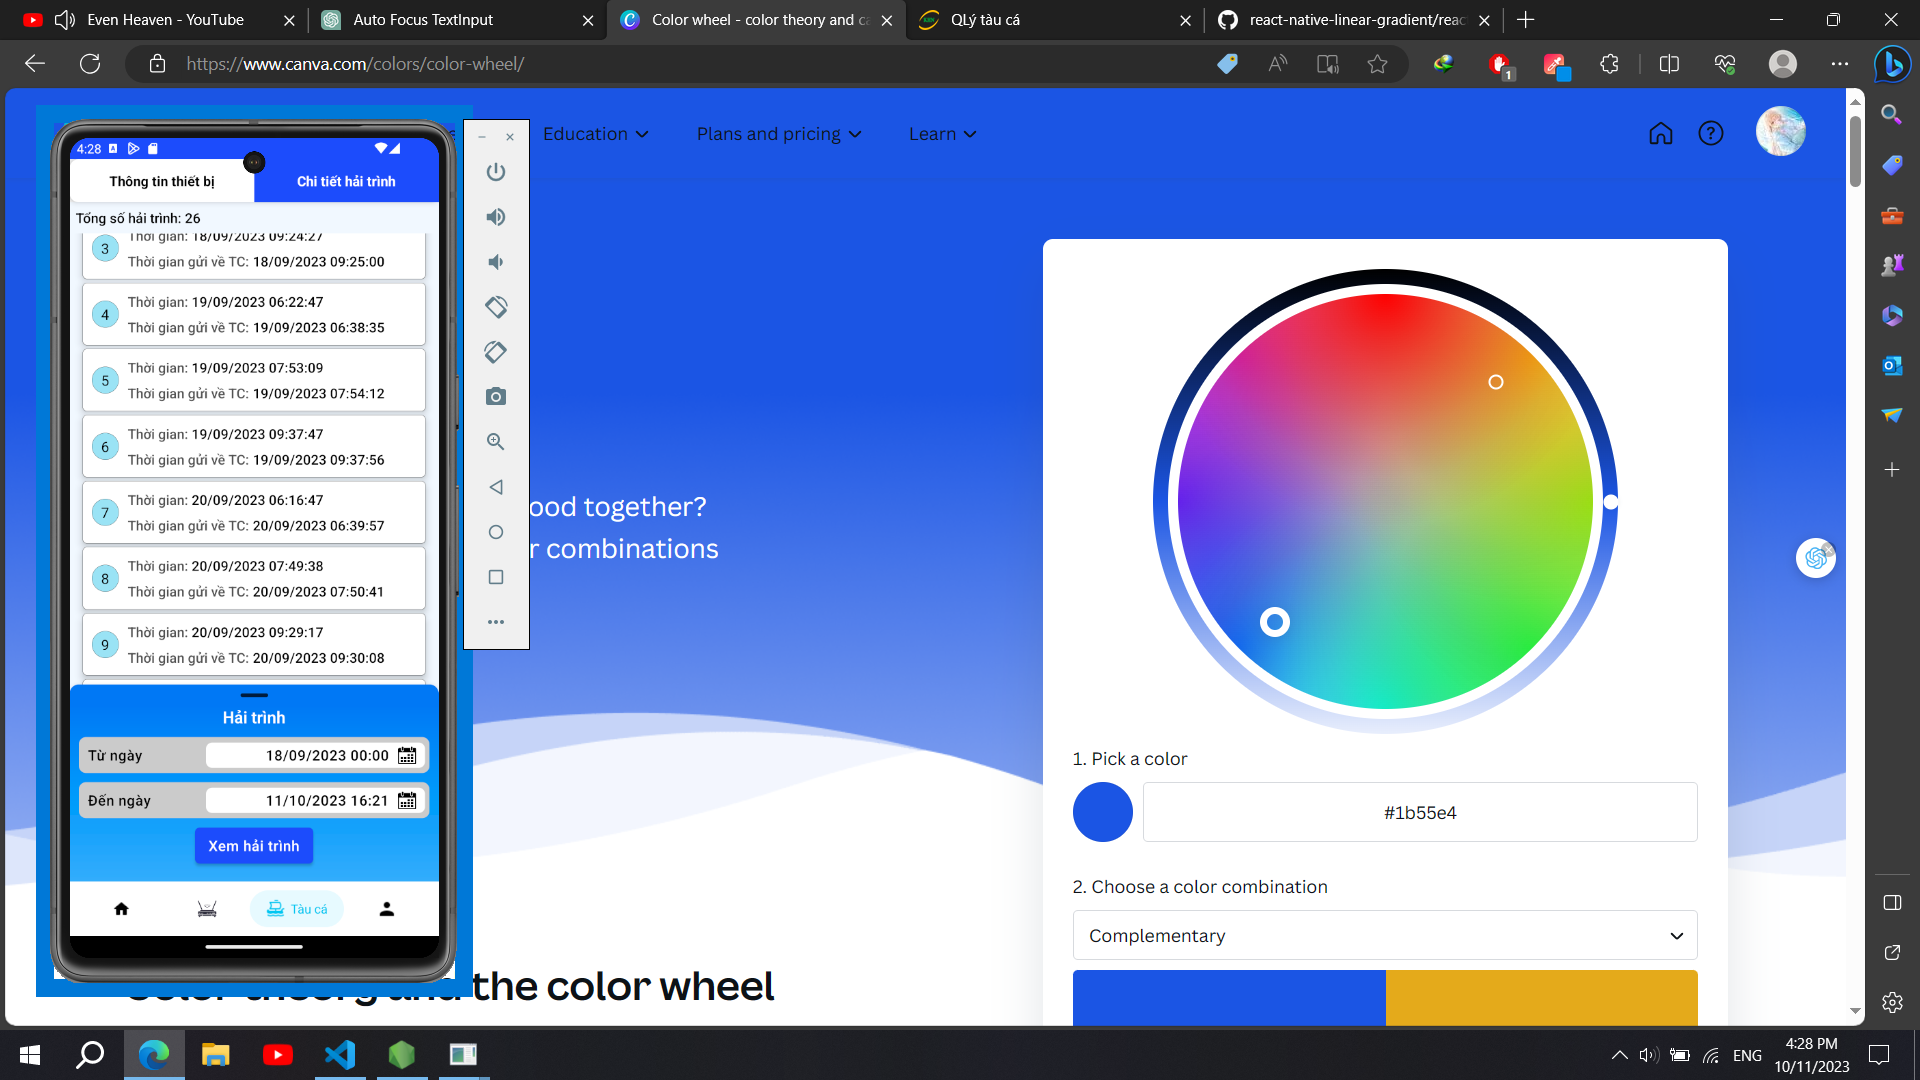 Even Heaven - YouTube
Auto Focus TextInput
Color wheel - color theory and ca
QLý tàu cá
react-native-linear-gradient/reac
https://www.canva.com/colors/color-wheel/
1
Education
Plans and pricing
Learn
4:28
Thông tin thiết bị
Chi tiết hải trình
Tổng số hải trình: 26
3
Thời gian: 18/09/2023 09:24:27
Thời gian gửi về TC: 18/09/2023 09:25:00
4
Thời gian: 19/09/2023 06:22:47
Thời gian gửi về TC: 19/09/2023 06:38:35
5
Thời gian: 19/09/2023 07:53:09
Thời gian gửi về TC: 19/09/2023 07:54:12
6
Thời gian: 19/09/2023 09:37:47
Thời gian gửi về TC: 19/09/2023 09:37:56
7
Thời gian: 20/09/2023 06:16:47
Thời gian gửi về TC: 20/09/2023 06:39:57
8
Thời gian: 20/09/2023 07:49:38
Thời gian gửi về TC: 20/09/2023 07:50:41
9
Thời gian: 20/09/2023 09:29:17
Thời gian gửi về TC: 20/09/2023 09:30:08
Hải trình
Từ ngày
18/09/2023 00:00
Đến ngày
11/10/2023 16:21
Xem hải trình
Tàu cá
ood together?
r combinations
1. Pick a color
#1b55e4
2. Choose a color combination
Complementary
the color wheel
ENG
4:28 PM
10/11/2023